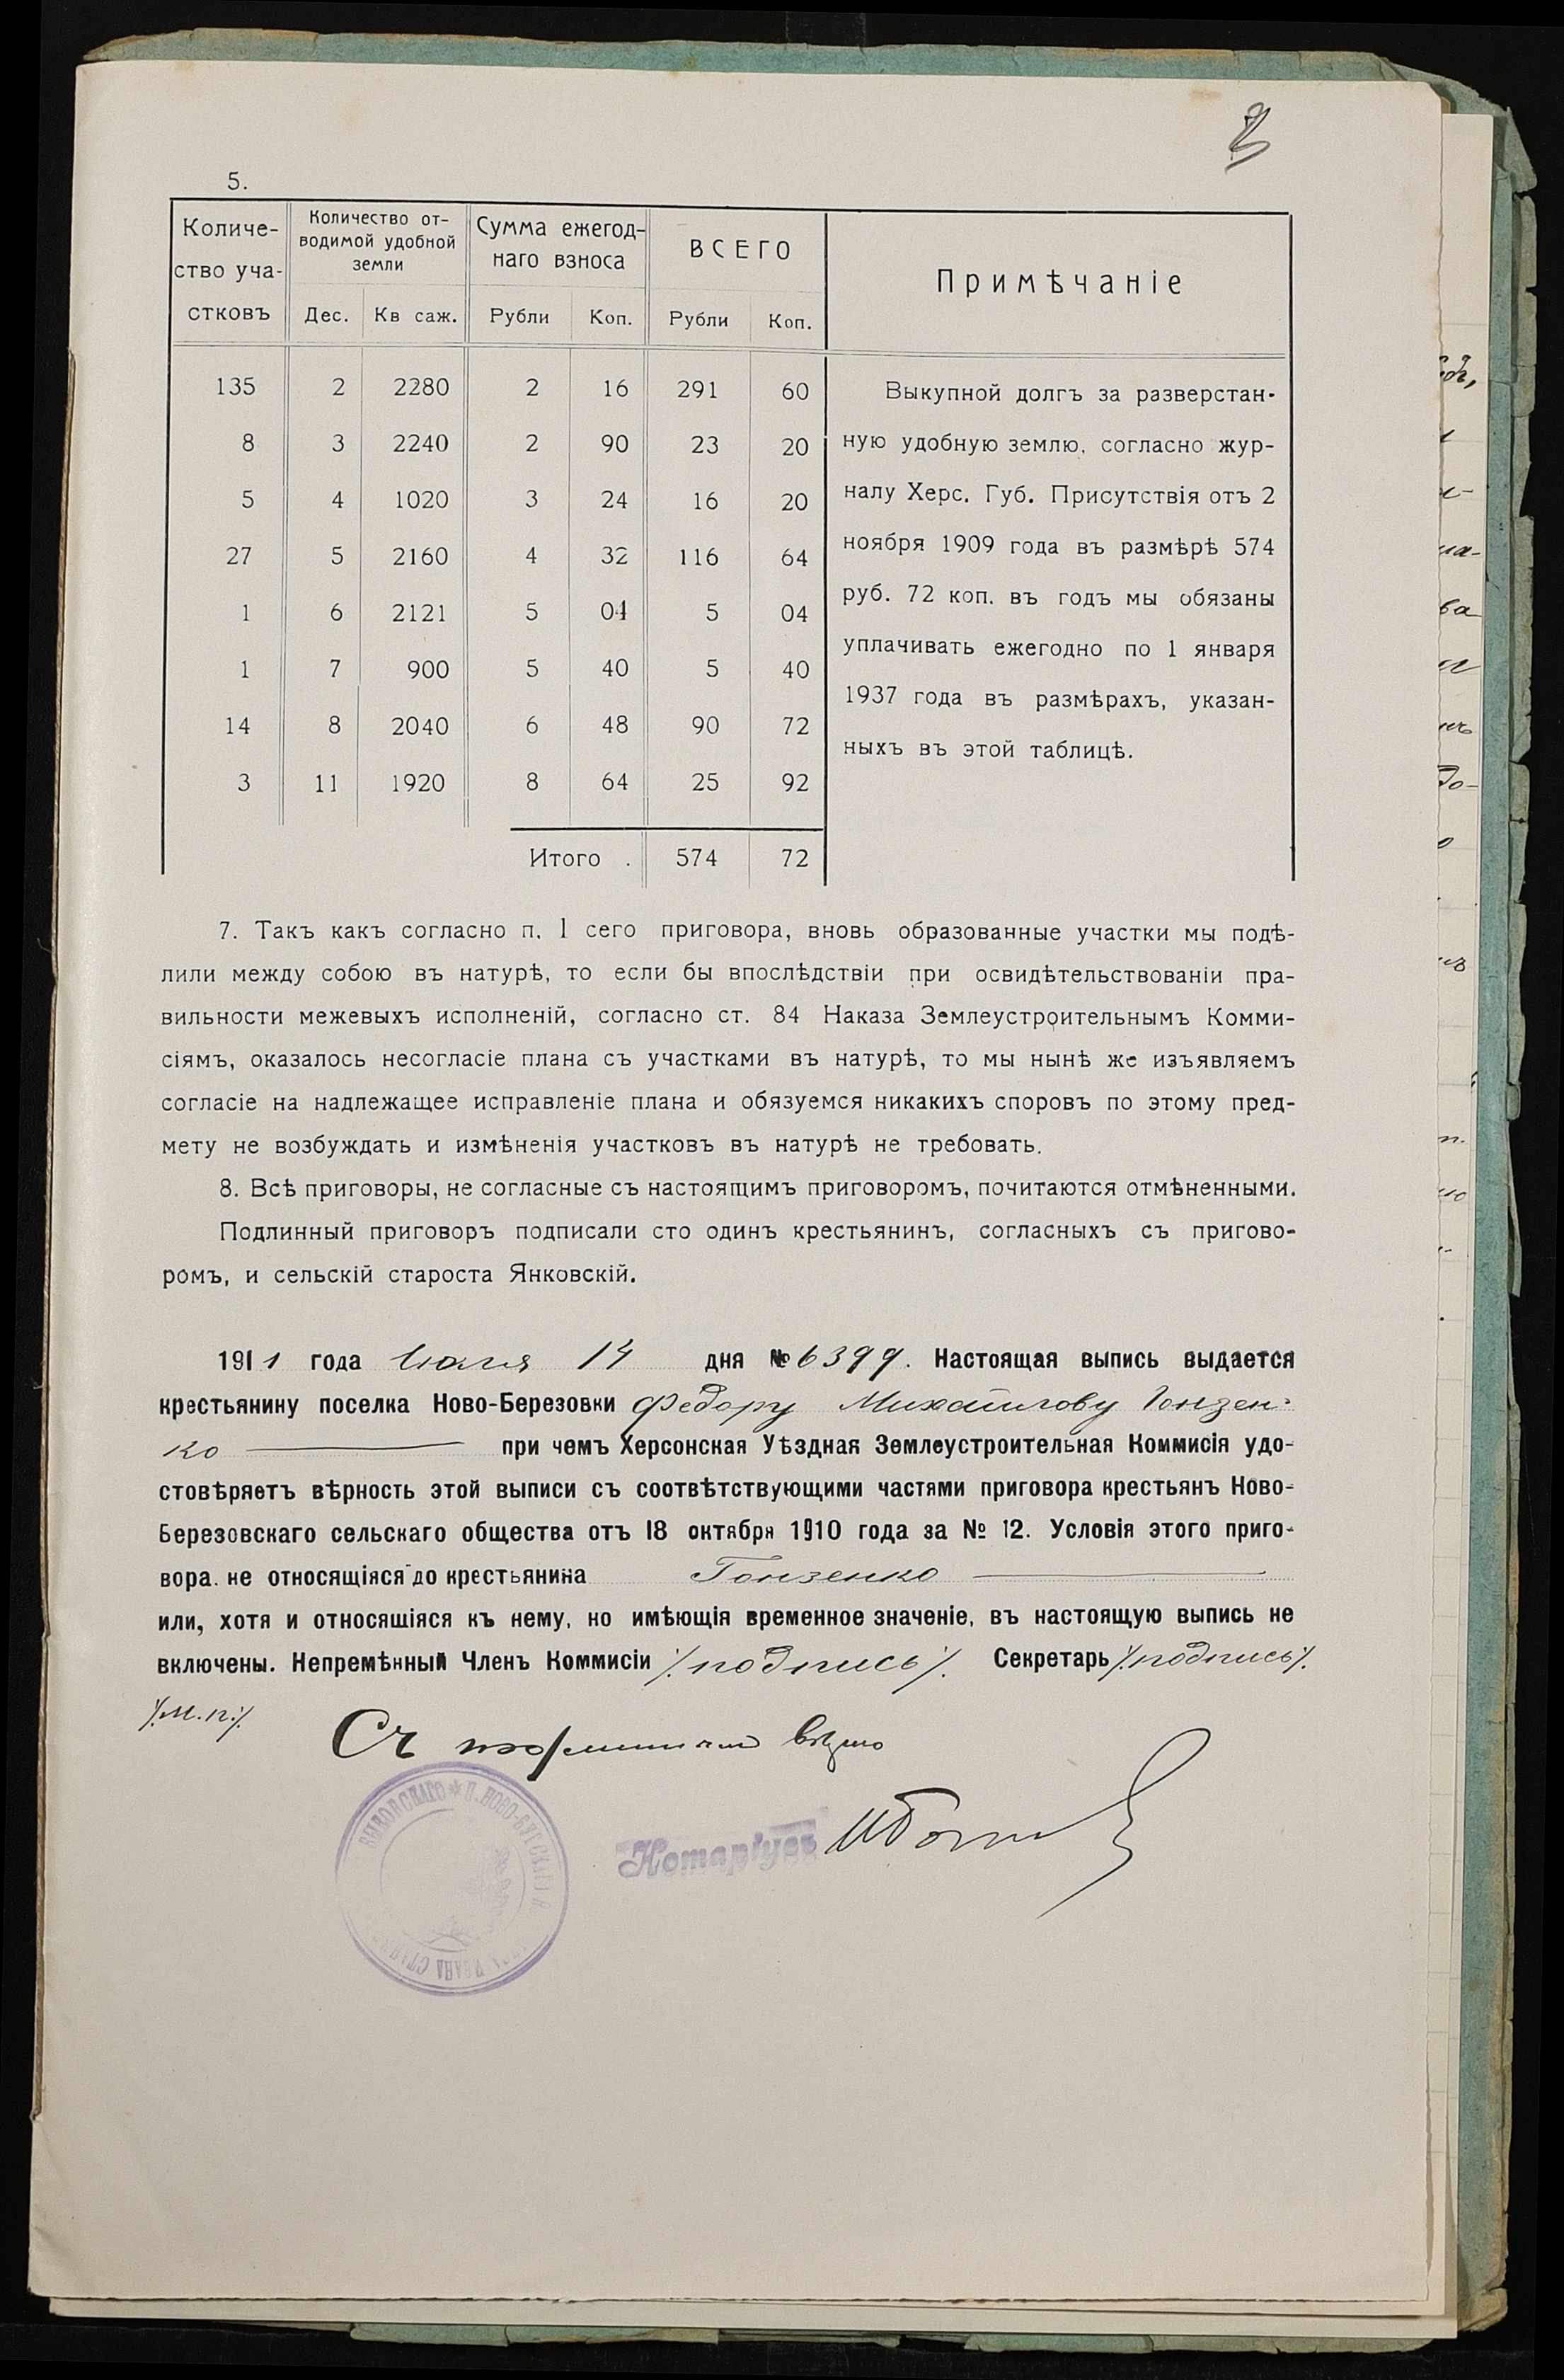 5.
Количе-ство уча-стковъ | Количество от-водимой удобной земли | Сумма ежегод-наго взноса | ВСЕГО | Примѣчаніе
Дес. | Кв саж. | Рубли | Коп. | Рубли | Коп.
135 2 2280 2 16 291 60
8 3 2240 2 90 23 20
5 4 1020 3 24 16 20
27 5 2160 4 32 116 64
1 6 2121 5 04 5 04
1 7 900 5 40 5 40
14 8 2040 6 48 90 72
3 11 1920 8 64 25 92
Итого . 574 72
Выкупной долгъ за разверстан-
ную удобную землю, согласно жур-
налу Херс. Губ. Присутствія отъ 2
ноября 1909 года въ размѣрѣ 574
руб. 72 коп. въ годъ мы обязаны
уплачивать ежегодно по 1 января
1937 года въ размѣрахъ, указан-
ныхъ въ этой таблицѣ.
7. Такъ какъ согласно п. 1 сего приговора, вновь образованные участки мы подѣ-
лили между собою въ натурѣ, то если бы впослѣдствіи при освидѣтельствованіи пра-
вильности межевыхъ исполненій, согласно ст. 84 Наказа Землеустроительнымъ Комми-
сіямъ, оказалось несогласіе плана съ участками въ натурѣ, то мы нынѣ же изъявляемъ
согласіе на надлежащее исправленіе плана и обязуемся никакихъ споровъ по этому пред-
мету не возбуждать и измѣненія участковъ въ натурѣ не требовать.
8. Всѣ приговоры, не согласные съ настоящимъ приговоромъ, почитаются отмѣненными.
Подлинный приговоръ подписали сто одинъ крестьянинъ, согласныхъ съ пригово-
ромъ, и сельскій староста Янковскій.
1911 года Іюля 14 дня № 6399. Настоящая выпись выдается
крестьянину поселка Ново-Березовки Федору Михайлову Гонзен-
ко при чемъ Херсонская Уѣздная Землеустроительная Коммисія удо-
стовѣряетъ вѣрность этой выписи съ соотвѣтствующими частями приговора крестьянъ Ново-
Березовскаго сельскаго общества отъ 18 октября 1910 года за № 12. Условія этого приго-
вора. не относящіяся до крестьянина Гонзенко
или, хотя и относящіяся къ нему, но имѣющія временное значеніе, въ настоящую выпись не
включены. Непремѣнный Членъ Коммисіи /подпись/. Секретарь /подпись/.
/М.п./
Съ подлиннымъ вѣрно
Нотаріусъ